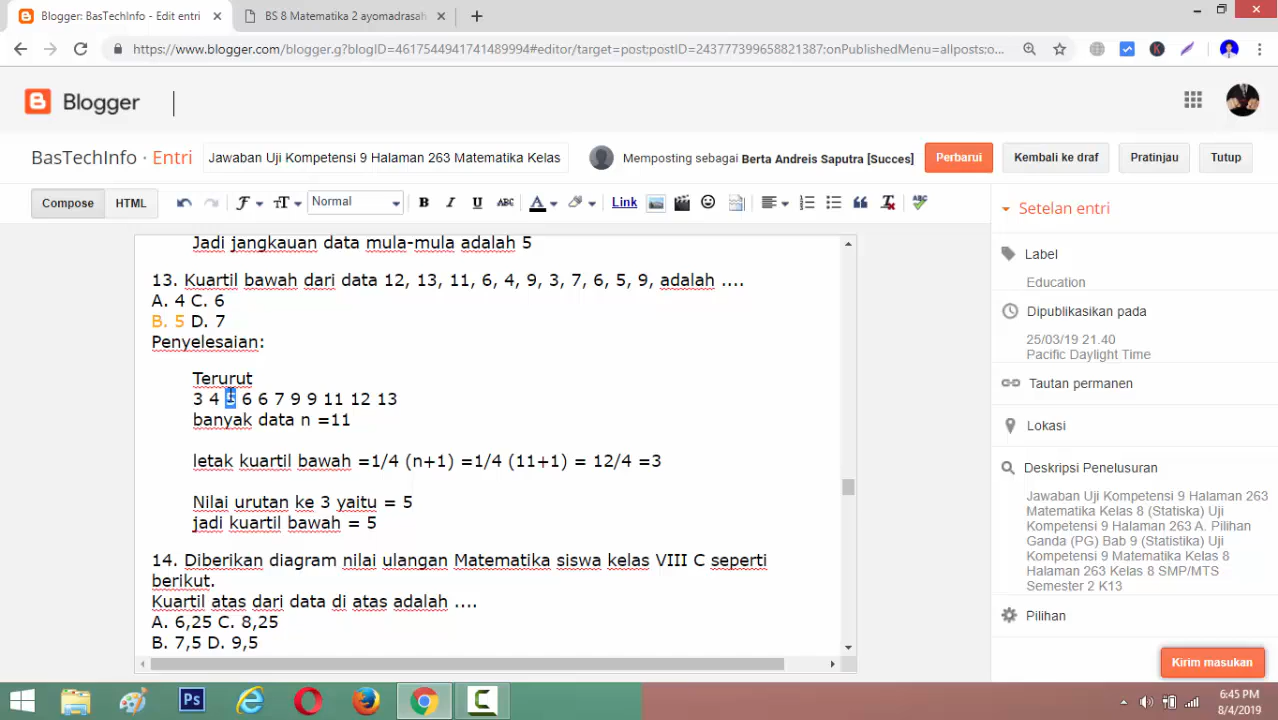 Blogger: BasTechInfo - Edit entri
BS 8 Matematika 2 ayomadrasah
https://www.blogger.com/blogger.g?blogID=4617544941741489994#editor/target=post;postID=2437773996588213​87;onPublishedMenu=allposts;o...
Blogger
BasTechInfo · Entri
Jawaban Uji Kompetensi 9 Halaman 263 Matematika Kelas
Memposting sebagai Berta Andreis Saputra [Succes]
Perbarui
Kembali ke draf
Pratinjau
Tutup
Compose
HTML
Normal
B I U ABC
A
Link
Jadi jangkauan data mula-mula adalah 5
13. Kuartil bawah dari data 12, 13, 11, 6, 4, 9, 3, 7, 6, 5, 9, adalah ....
A. 4 C. 6
B. 5 D. 7
Penyelesaian:
Terurut
3 4 5 6 6 7 9 9 11 12 13
banyak data n =11
letak kuartil bawah =1/4 (n+1) =1/4 (11+1) = 12/4 =3
Nilai urutan ke 3 yaitu = 5
jadi kuartil bawah = 5
14. Diberikan diagram nilai ulangan Matematika siswa kelas VIII C seperti
berikut.
Kuartil atas dari data di atas adalah ....
A. 6,25 C. 8,25
B. 7,5 D. 9,5
Setelan entri
Label
Education
Dipublikasikan pada
25/03/19 21.40
Pacific Daylight Time
Tautan permanen
Lokasi
Deskripsi Penelusuran
Jawaban Uji Kompetensi 9 Halaman 263
Matematika Kelas 8 (Statiska) Uji
Kompetensi 9 Halaman 263 A. Pilihan
Ganda (PG) Bab 9 (Statistika) Uji
Kompetensi 9 Matematika Kelas 8
Halaman 263 Kelas 8 SMP/MTS
Semester 2 K13
Pilihan
Kirim masukan
Ps
6:45 PM
8/4/2019